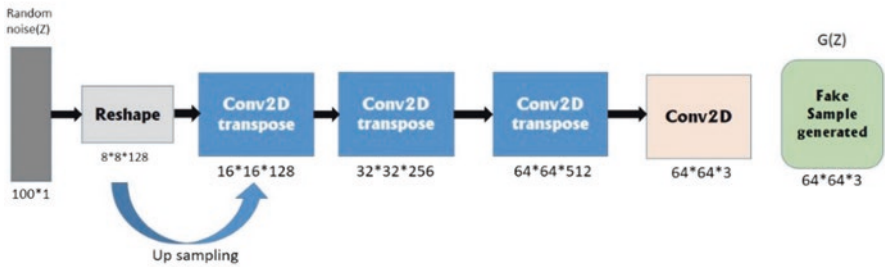 Random
noise(Z)
100*1
Reshape
8*8*128
Up sampling
Conv2D
transpose
16*16*128
Conv2D
transpose
32*32*256
Conv2D
transpose
64*64*512
Conv2D
64*64*3
G(Z)
Fake
Sample
generated
64*64*3